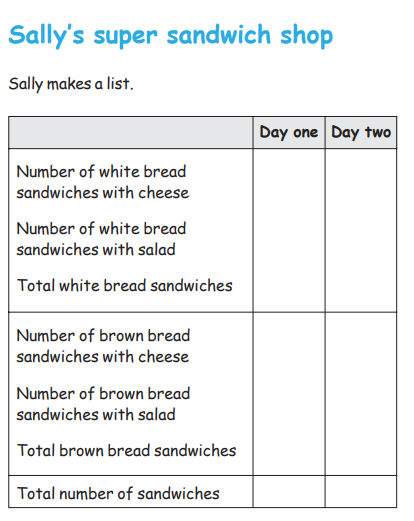 Sally's super sandwich shop
Sally makes a list.
Day one Day two
Number of white bread
sandwiches with cheese
Number of white bread
sandwiches with salad
Total white bread sandwiches
Number of brown bread
sandwiches with cheese
Number of brown bread
sandwiches with salad
Total brown bread sandwiches
Total number of sandwiches